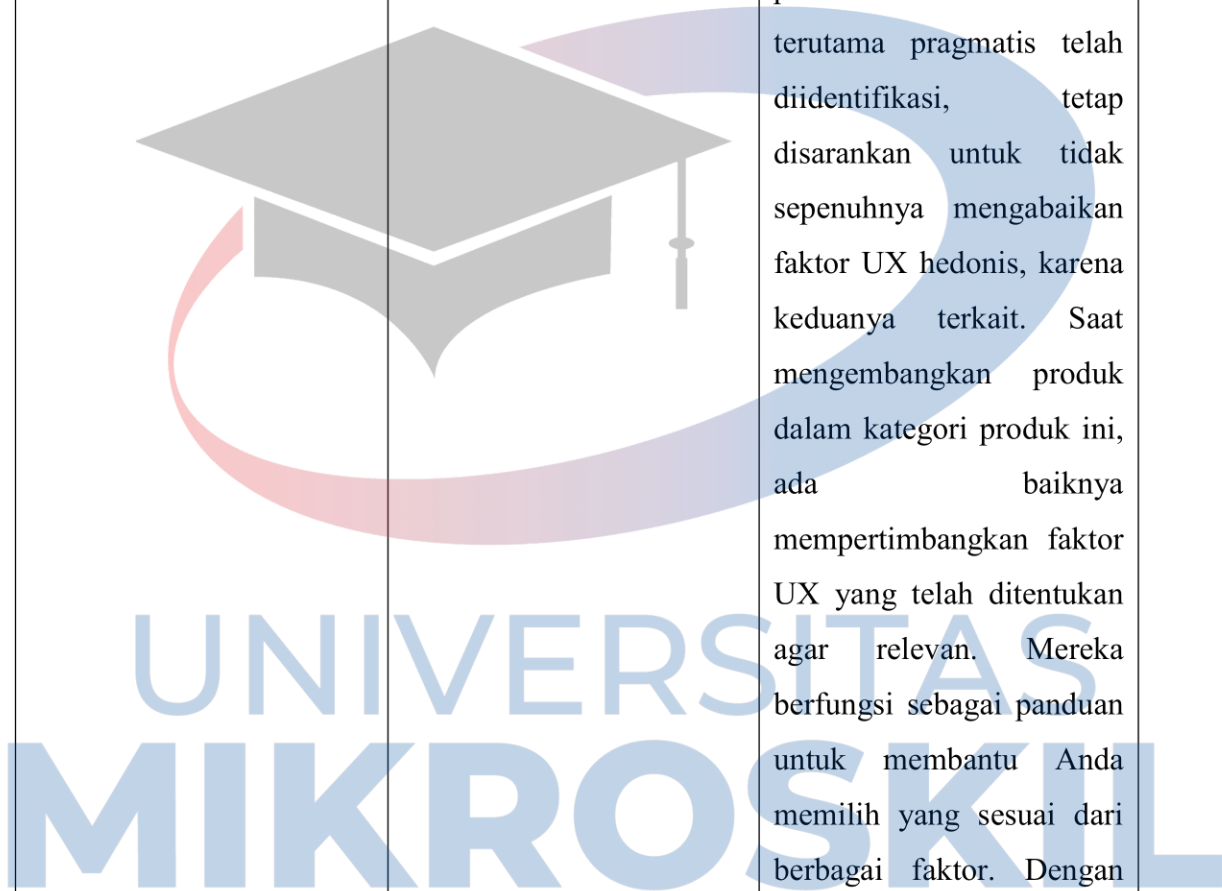 terutama pragmatis telah
diidentifikasi, tetap
disarankan untuk tidak
sepenuhnya mengabaikan
faktor UX hedonis, karena
keduanya terkait. Saat
mengembangkan produk
dalam kategori produk ini,
ada baiknya
mempertimbangkan faktor
UX yang telah ditentukan
agar relevan. Mereka
berfungsi sebagai panduan
untuk membantu Anda
memilih yang sesuai dari
berbagai faktor. Dengan
UNIVERSITAS
MIKROSKIL